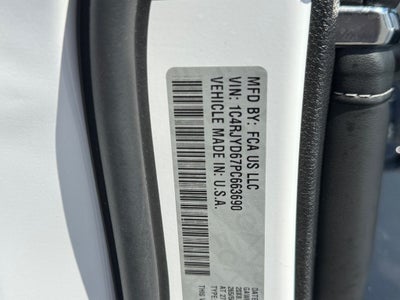 MFD BY: FCA US LLC
VIN: 1C4RJYD67PC663690
VEHICLE MADE IN: U.S.A.